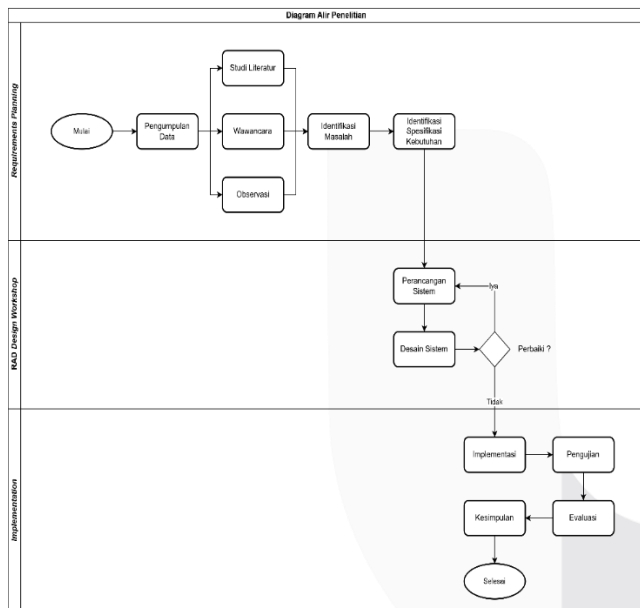 Diagram Alir Penelitian
Requirements Planning
Mulai
Pengumpulan
Data
Studi Literatur
Wawancara
Observasi
Identifikasi
Masalah
Identifikasi
Spesifikasi
Kebutuhan
RAD Design Workshop
Perancangan
Sistem
Iya
Desain Sistem
Perbaiki ?
Tidak
Implementation
Implementasi
Pengujian
Kesimpulan
Evaluasi
Selesai